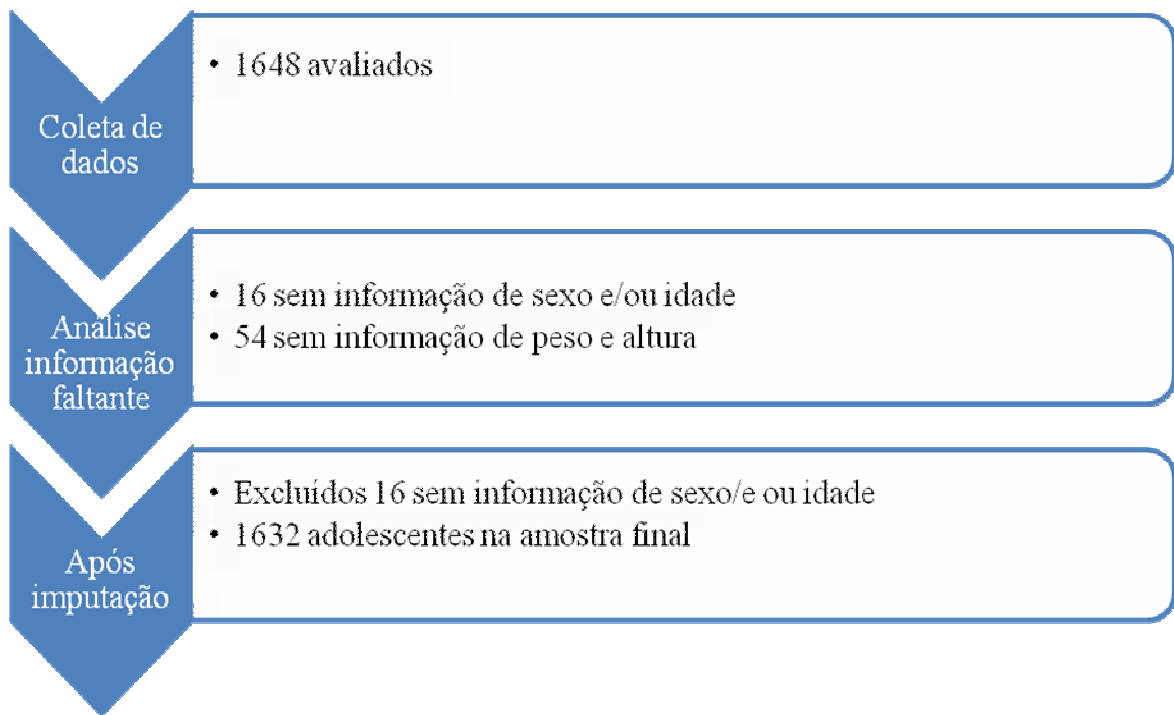 Coleta de
dados
• 1648 avaliados
Análise
informação
faltante
• 16 sem informação de sexo e/ou idade
• 54 sem informação de peso e altura
Após
imputação
• Excluídos 16 sem informação de sexo/e ou idade
• 1632 adolescentes na amostra final